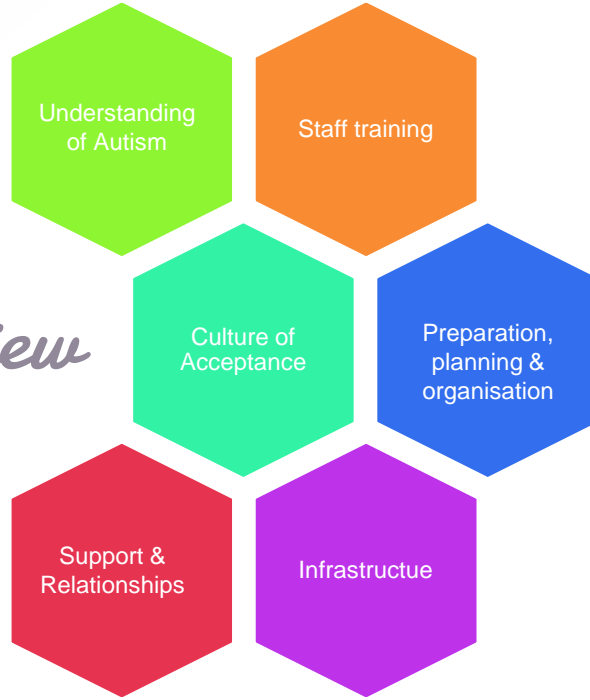 Understanding
of Autism
Staff training
Culture of
Acceptance
Preparation,
planning &
organisation
Support &
Relationships
Infrastructue